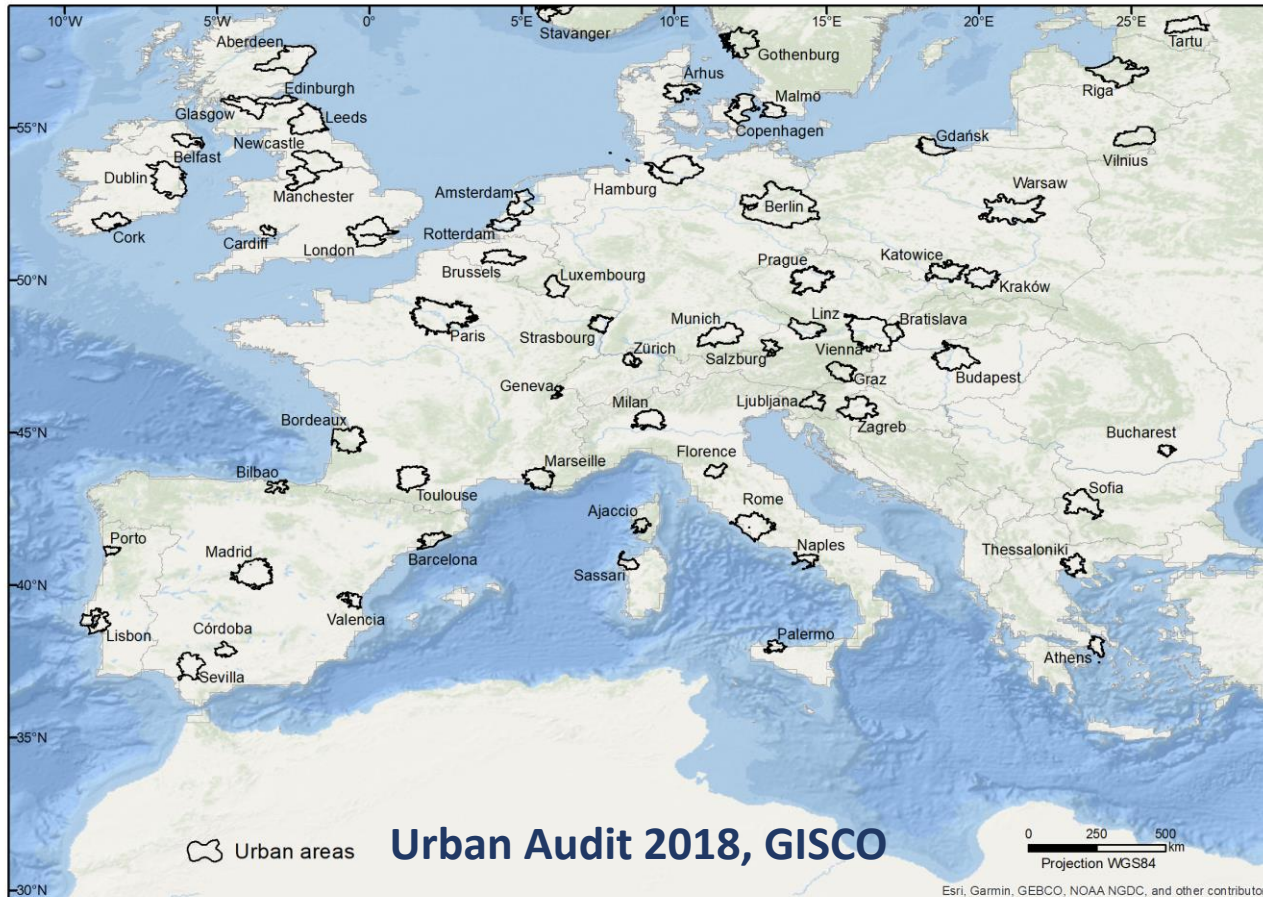 10°W 5°W 0° 5°E 10°E 15°E 20°E 25°E
Stavanger
Tartu
Aberdeen
Gothenburg
Århus
Riga
Edinburgh
Malmö
Glasgow
Leeds
55°N
Copenhagen
Gdańsk
Newcastle
Belfast
Vilnius
Dublin
Hamburg
Warsaw
Manchester
Amsterdam
Berlin
Cork
Cardiff
London
Rotterdam
Brussels
Luxembourg
Prague
Katowice
50°N
Kraków
Paris
Strasbourg
Munich
Linz
Bratislava
Zürich
Salzburg
Vienna
Budapest
Geneva
Graz
Milan
Ljubljana
Bordeaux
Zagreb
45°N
Bucharest
Florence
Bilbao
Marseille
Toulouse
Sofia
Rome
Ajaccio
Porto
Madrid
Barcelona
Naples
Thessaloniki
Sassari
40°N
Valencia
Lisbon
Córdoba
Palermo
Athens
Sevilla
35°N
Urban areas
Urban Audit 2018, GISCO
0 250 500
km
Projection WGS84
30°N
Esri, Garmin, GEBCO, NOAA NGDC, and other contributor